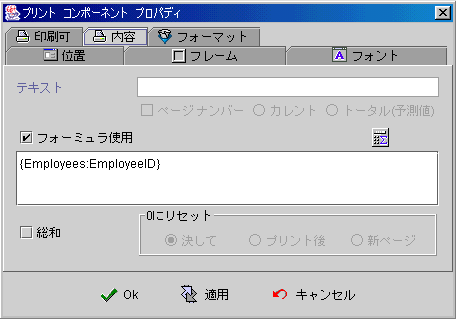 プリント コンポーネント プロパディ
印刷可 内容 フォーマット
位置 フレーム フォント
テキスト
ページ ナンバー カレント トータル(予測値)
フォーミュラ使用
{Employees:EmployeeID}
総和
0にリセット
決して プリント後 新ページ
Ok 適用 キャンセル